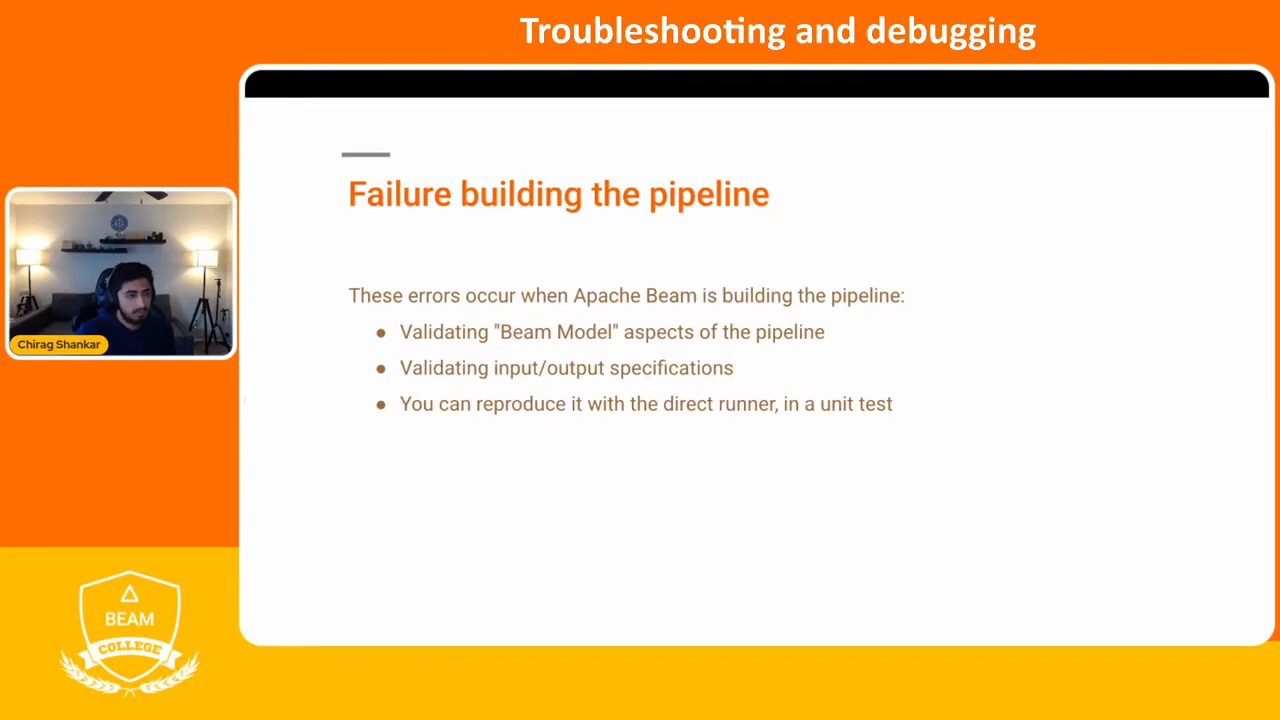 Troubleshooting and debugging
Failure building the pipeline
These errors occur when Apache Beam is building the pipeline:
● Validating "Beam Model" aspects of the pipeline
● Validating input/output specifications
● You can reproduce it with the direct runner, in a unit test
Chirag Shankar
BEAM
COLLEGE